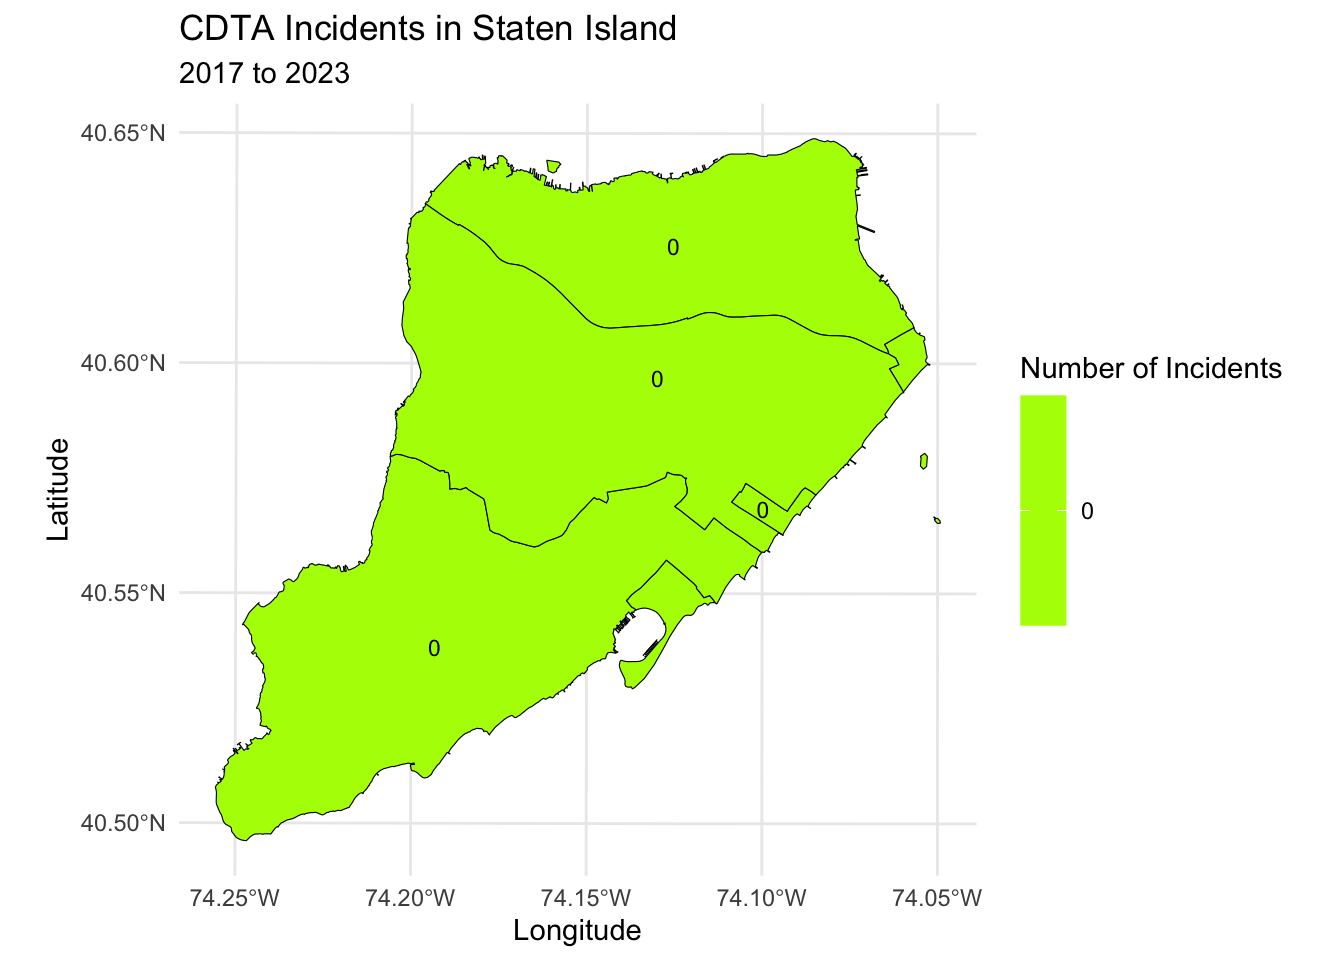 CDTA Incidents in Staten Island
2017 to 2023
40.65°N
40.60°N
40.55°N
40.50°N
Latitude
0
0
0
0
74.25°W 74.20°W 74.15°W 74.10°W 74.05°W
Longitude
Number of Incidents
0